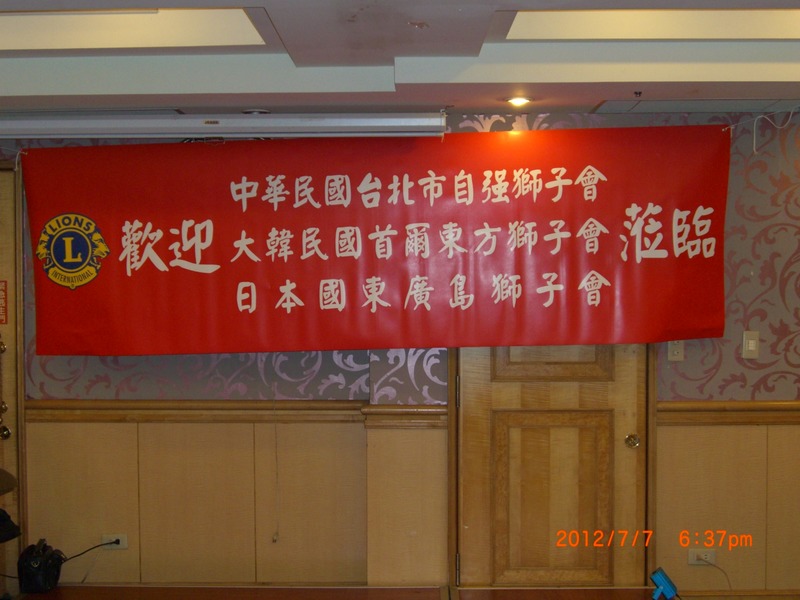 中華民國台北市自强獅子會
歡迎 大韓民國首爾東方獅子會 蒞臨
日本國東廣島獅子會
LIONS
L
INTERNATIONAL
2012/7/7 6:37pm